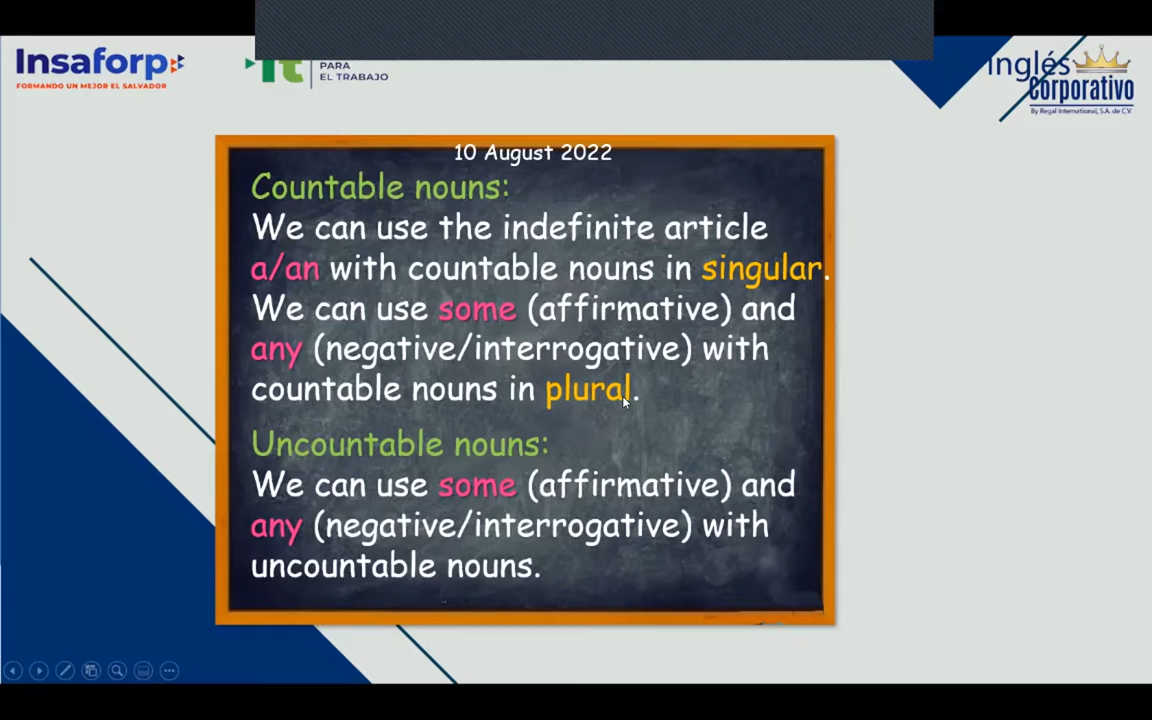 Insaforp
FORMANDO UN MEJOR EL SALVADOR
PARA
EL TRABAJO
Inglés
Corporativo
By Regal International, S.A. de C.V.
10 August 2022
Countable nouns:
We can use the indefinite article
a/an with countable nouns in singular.
We can use some (affirmative) and
any (negative/interrogative) with
countable nouns in plural.
Uncountable nouns:
We can use some (affirmative) and
any (negative/interrogative) with
uncountable nouns.